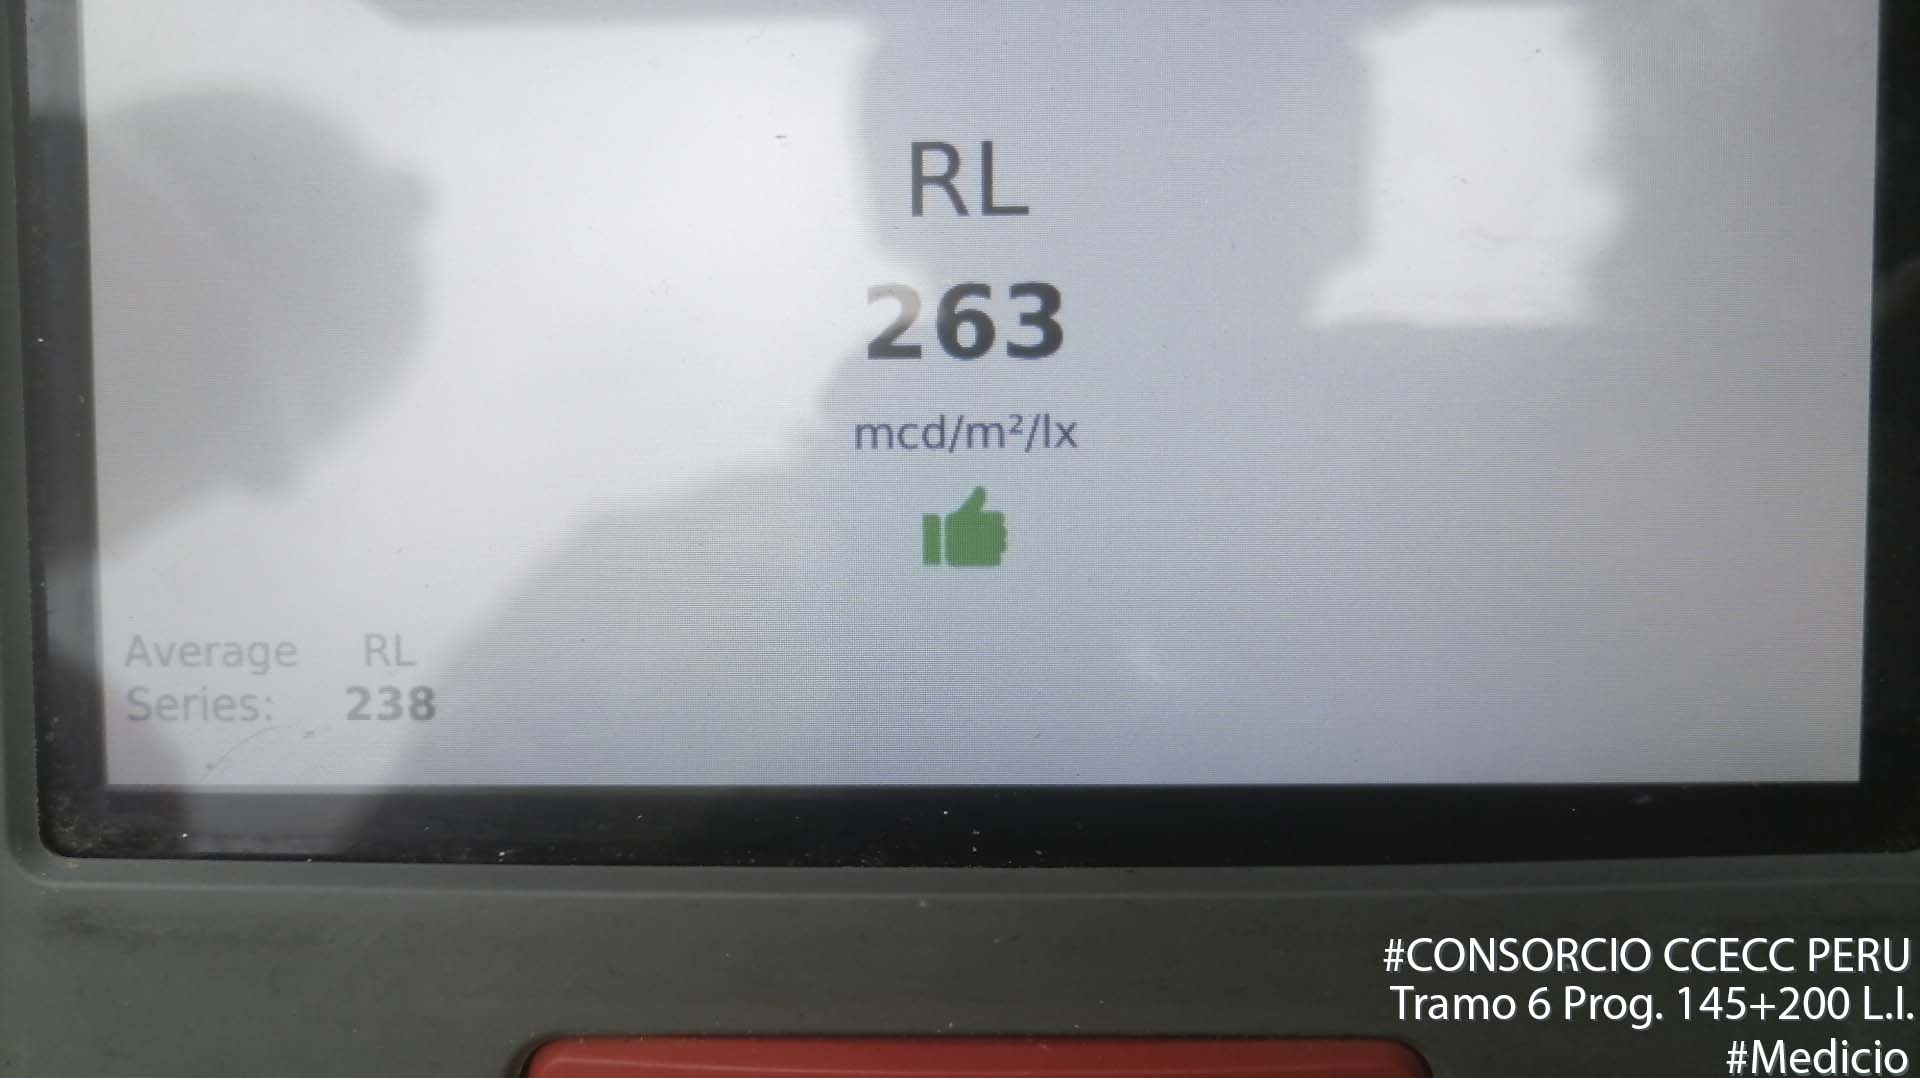 RL
263
mcd/m²/lx
Average RL
Series: 238
#CONSORCIO CCECC PERU
Tramo 6 Prog. 145+200 L.I.
#Medicio